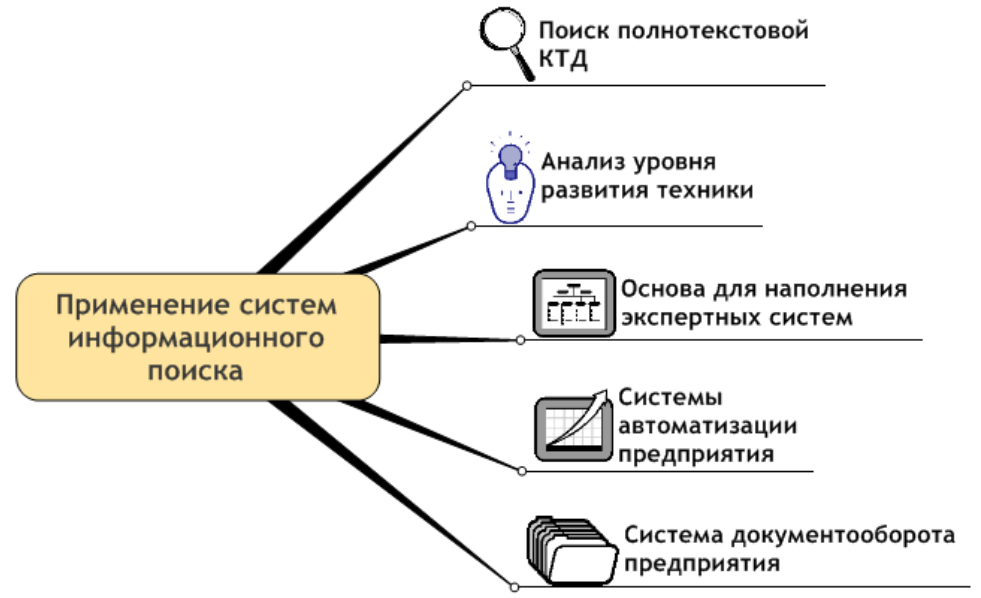 Поиск полнотекстовой
КТД
Анализ уровня
развития техники
Применение систем
информационного
поиска
Основа для наполнения
экспертных систем
Системы
автоматизации
предприятия
Система документооборота
предприятия